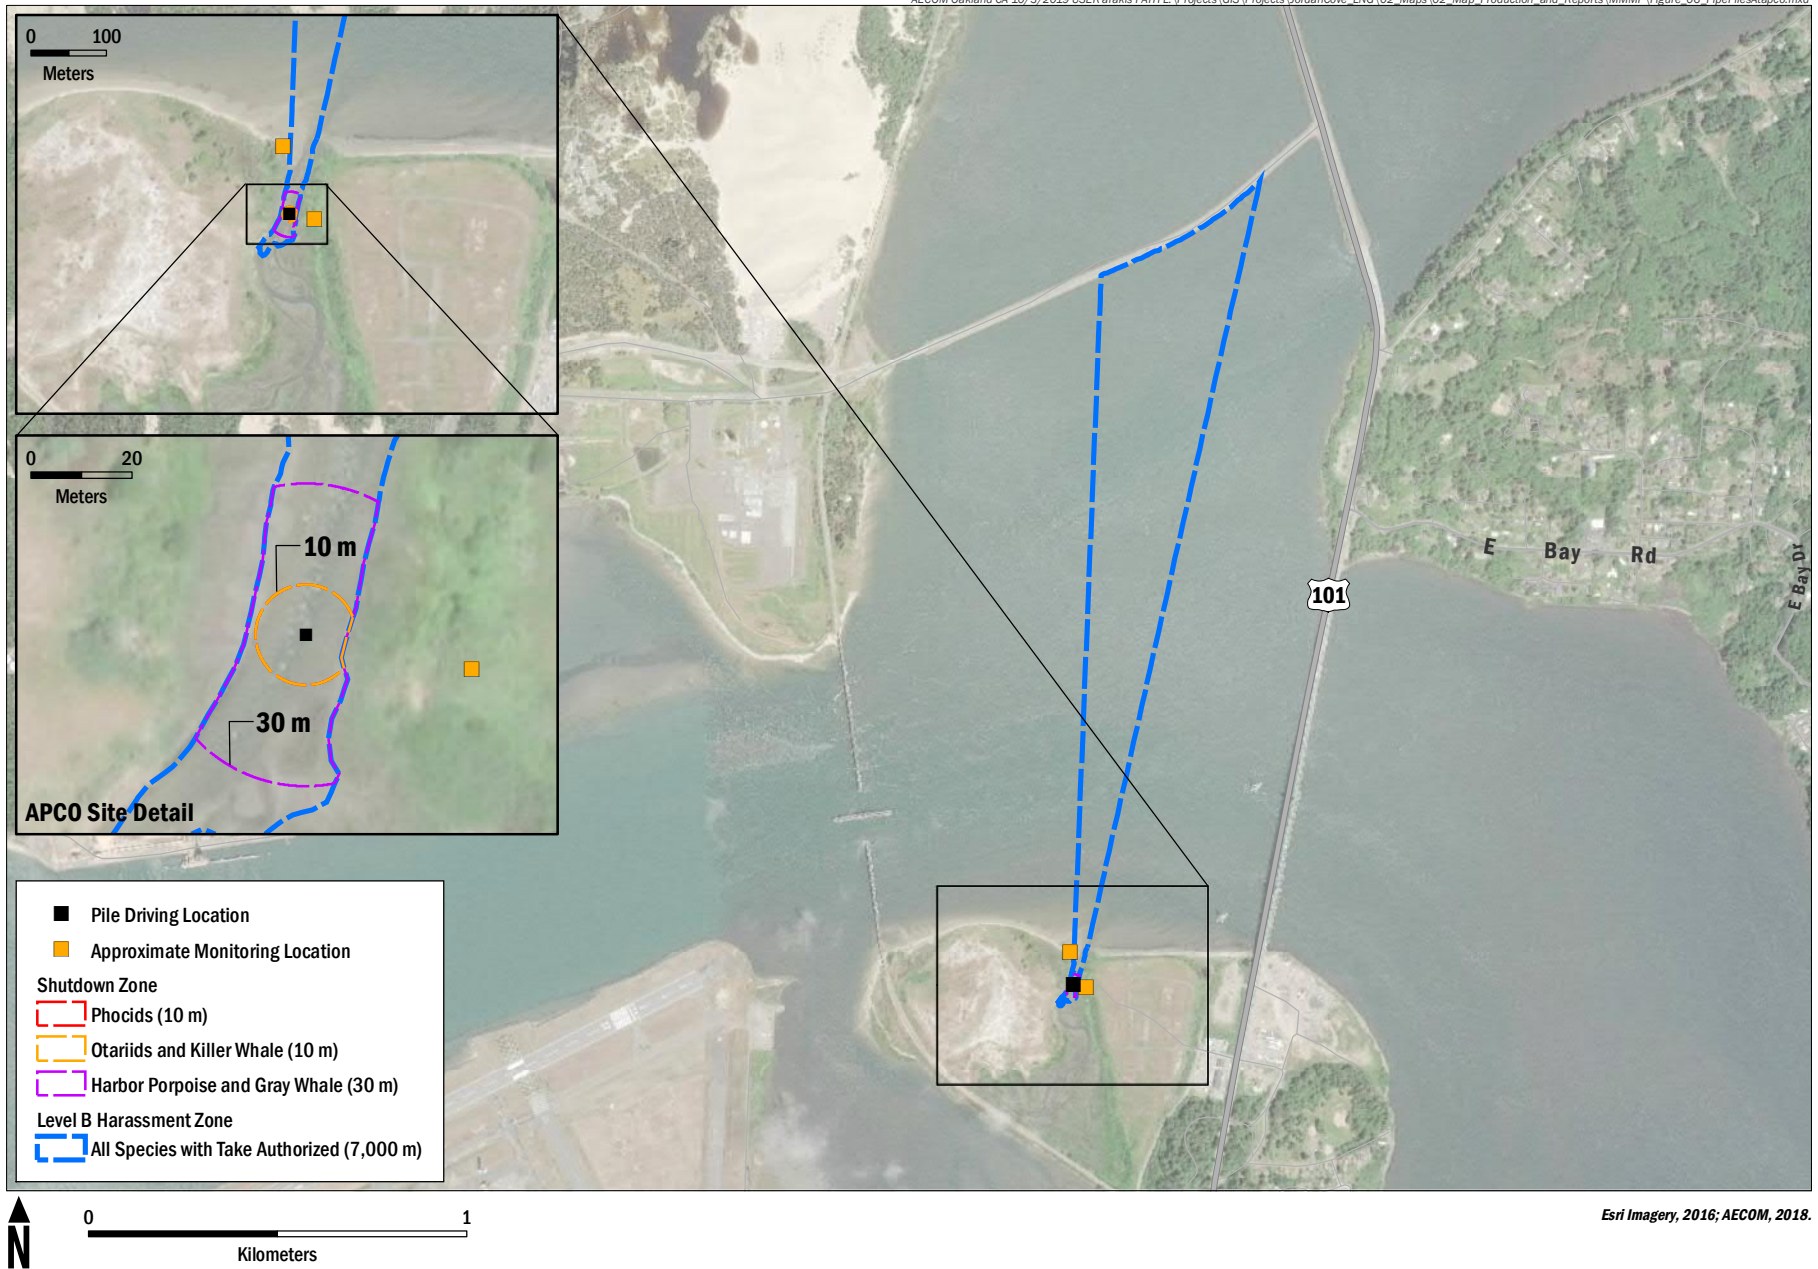 0 100
Meters
0 20
Meters
10 m
30 m
APCO Site Detail
E Bay Rd
E Bay Dr
101
Pile Driving Location
Approximate Monitoring Location
Shutdown Zone
Phocids (10 m)
Otariids and Killer Whale (10 m)
Harbor Porpoise and Gray Whale (30 m)
Level B Harassment Zone
All Species with Take Authorized (7,000 m)
N
0 1
Kilometers
Esri Imagery, 2016; AECOM, 2018.